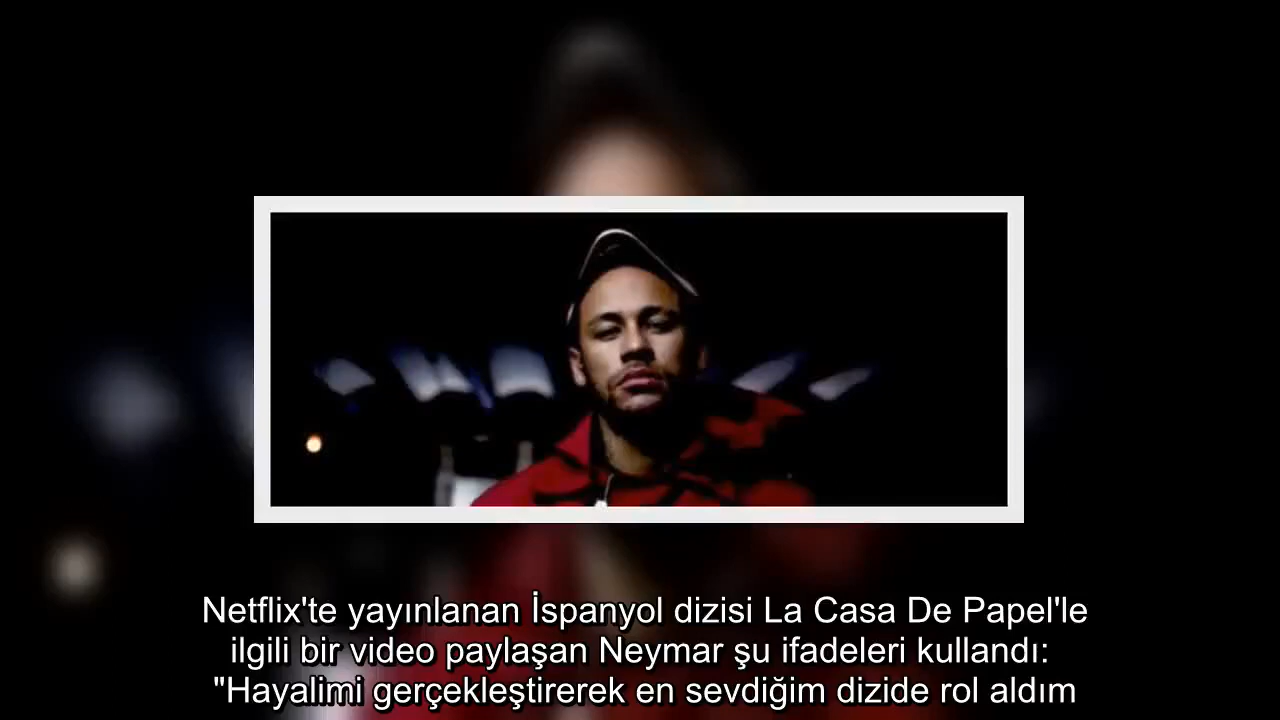 Netflix'te yayınlanan İspanyol dizisi La Casa De Papel'le
ilgili bir video paylaşan Neymar şu ifadeleri kullandı:
"Hayalimi gerçekleştirerek en sevdiğim dizide rol aldım